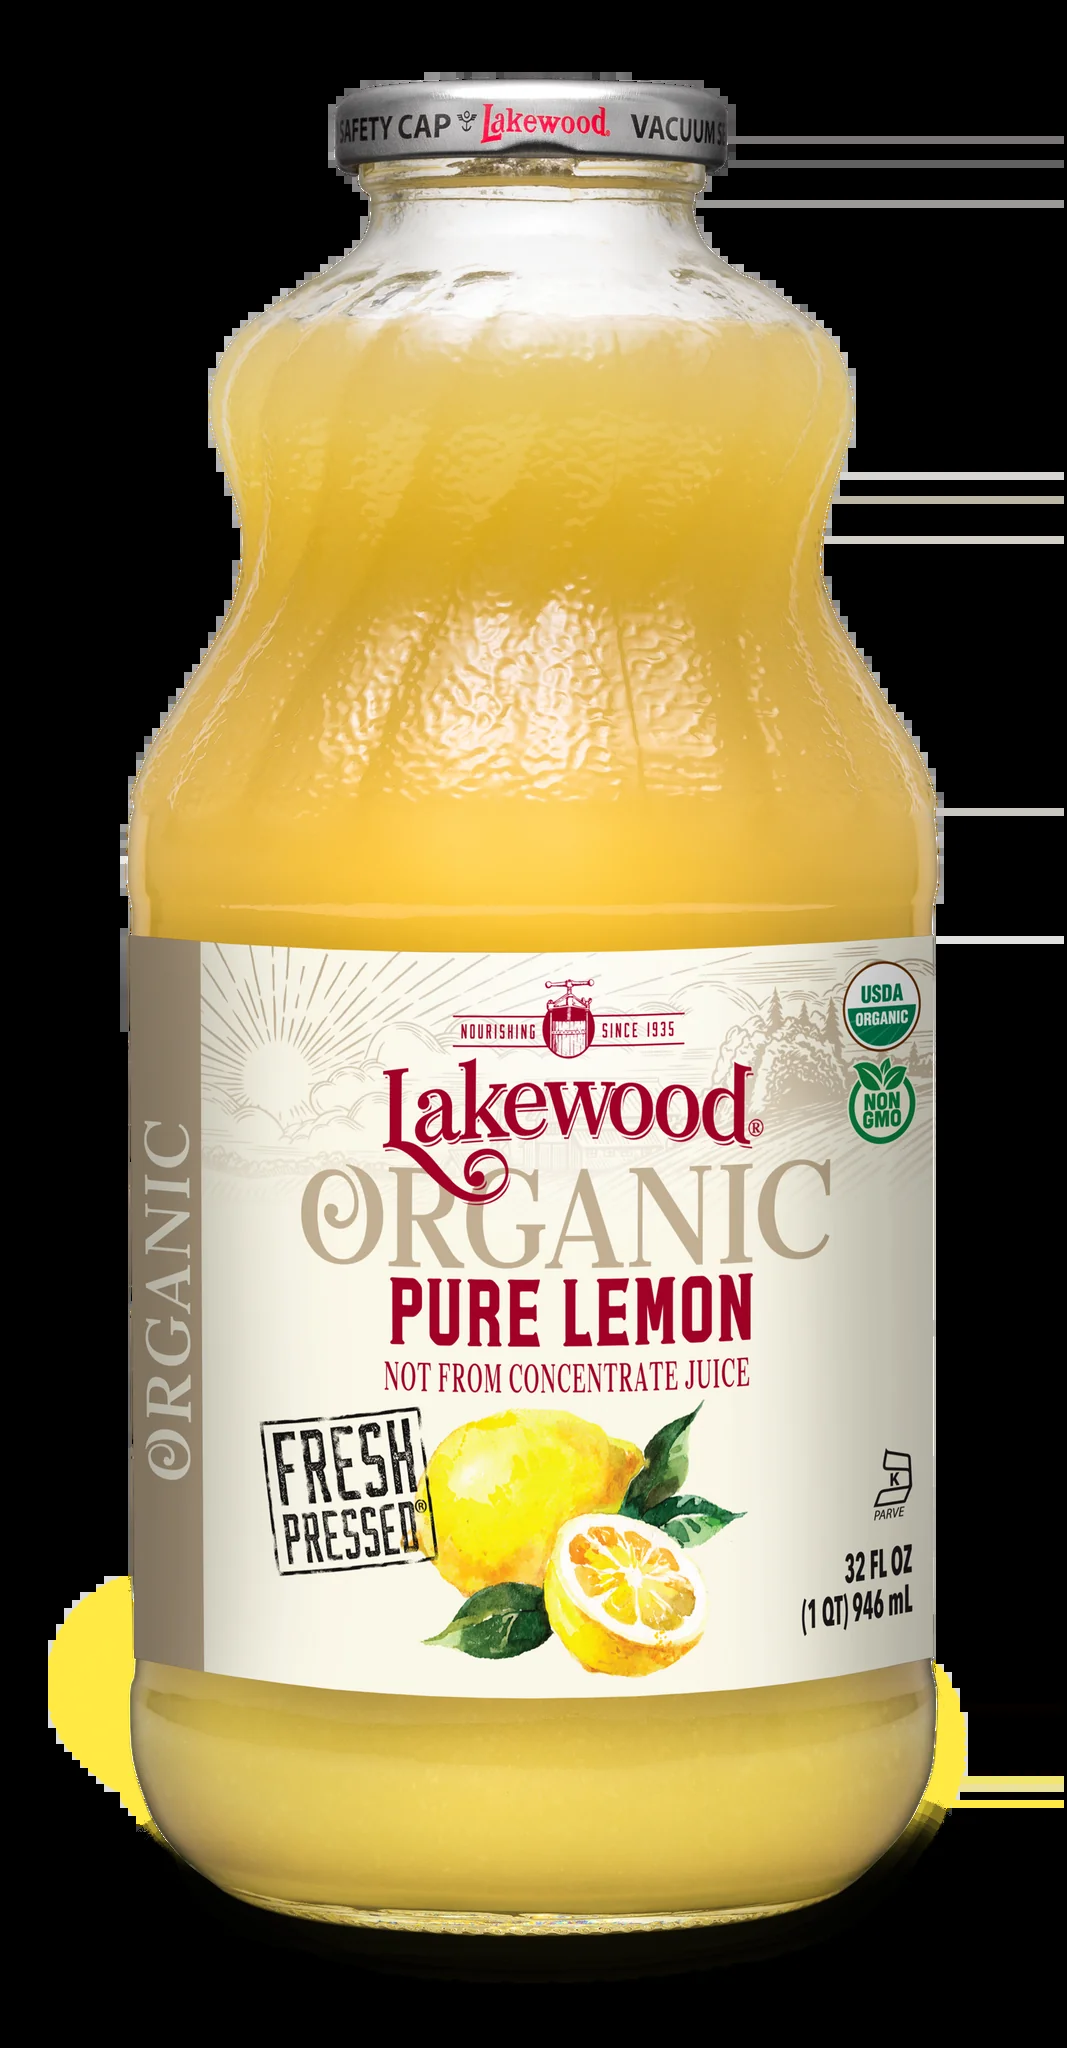 SAFETY CAP Lakewood® VACUUM
NOURISHING SINCE 1935
USDA
ORGANIC
Lakewood®
NON
GMO
ORGANIC
ORGANIC
PURE LEMON
NOT FROM CONCENTRATE JUICE
FRESH
PRESSED®
K
PARVE
32 FL OZ
(1 QT) 946 mL